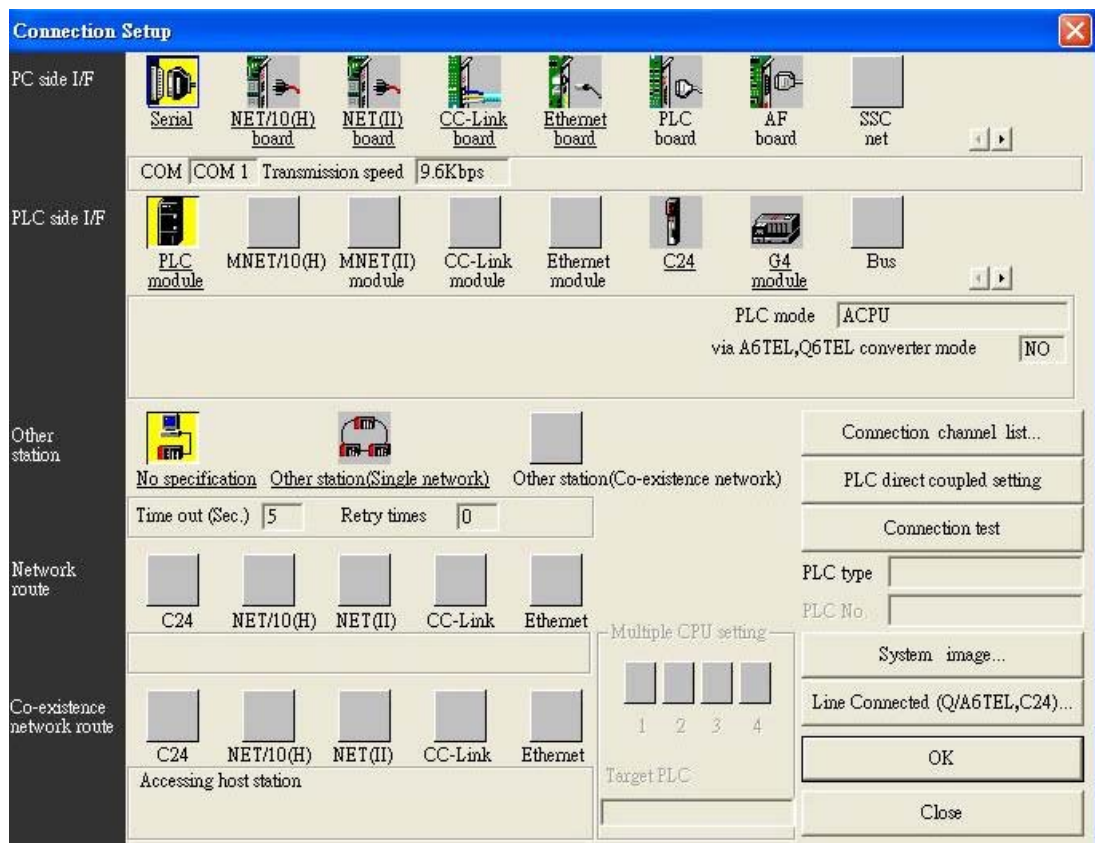 Connection Setup
PC side I/F
Serial
NET/10(H) board
NET(II) board
CC-Link board
Ethernet board
PLC board
AF board
SSC net
COM COM 1 Transmission speed 9.6Kbps
PLC side I/F
PLC module
MNET/10(H)
MNET(II) module
CC-Link module
Ethernet module
C24
G4 module
Bus
PLC mode ACPU
via A6TEL,Q6TEL converter mode NO
Other station
No specification
Other station(Single network)
Other station(Co-existence network)
Time out (Sec.) 5 Retry times 0
Connection channel list...
PLC direct coupled setting
Connection test
PLC type
PLC No.
System image...
Line Connected (Q/A6TEL,C24)...
OK
Close
Network route
C24 NET/10(H) NET(II) CC-Link Ethernet
Multiple CPU setting
1 2 3 4
Target PLC
Co-existence network route
C24 NET/10(H) NET(II) CC-Link Ethernet
Accessing host station